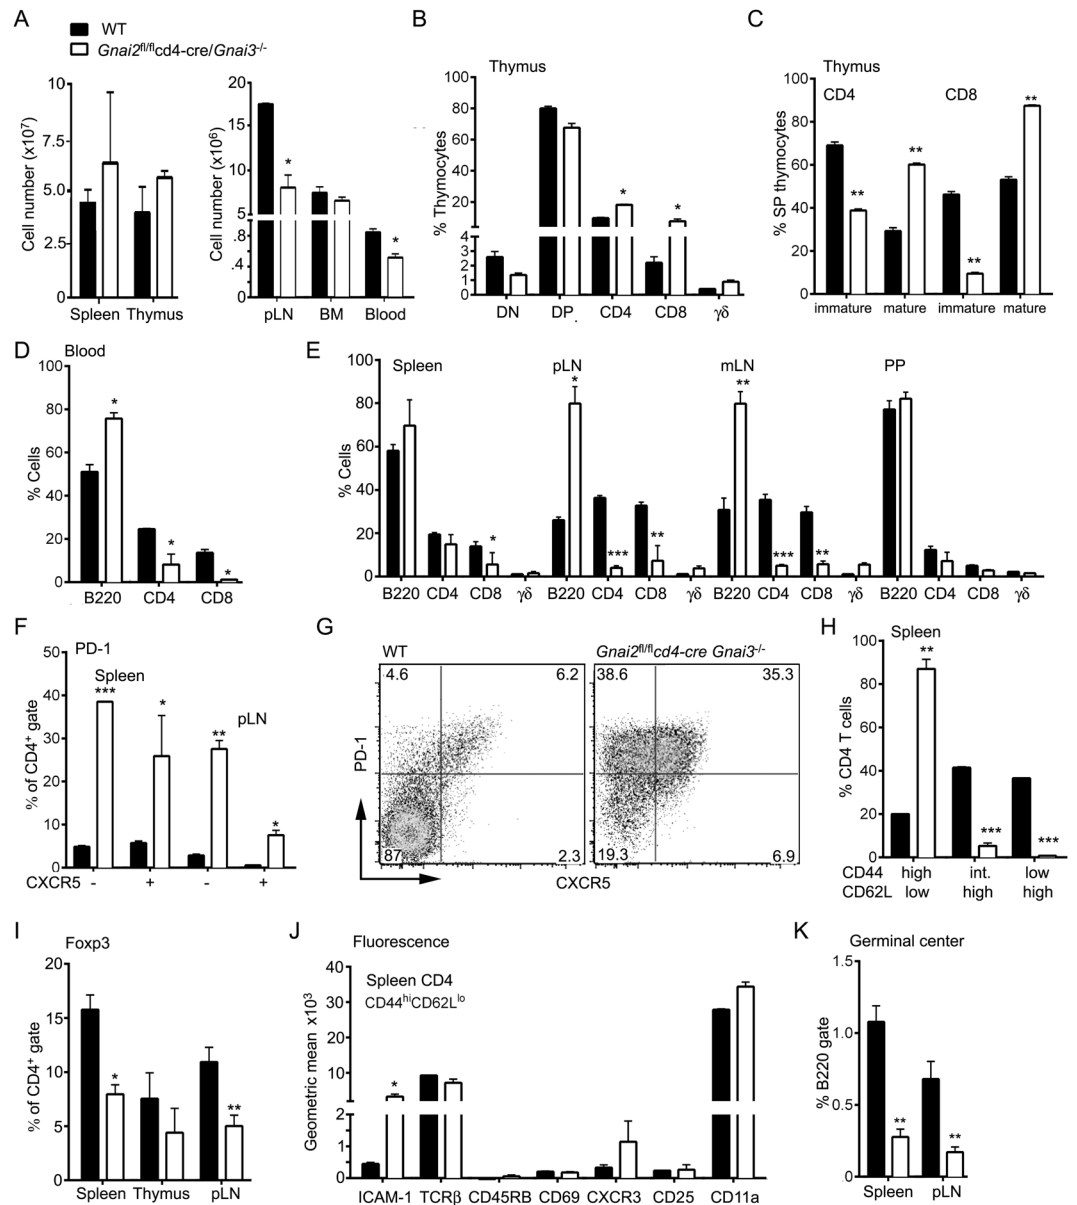 A
WT
Gnai2fl/flcd4-cre/Gnai3-/-
Cell number (x10⁷)
10
7.5
5.0
2.5
0
Spleen Thymus
Cell number (x10⁶)
20
15
10
5
.8
.4
0
pLN BM Blood
B
Thymus
% Thymocytes
100
80
60
40
20
4
3
2
1
0
* *
DN DP CD4 CD8 γδ
C
Thymus
CD4 CD8
% SP thymocytes
100
80
60
40
20
0
** ** ** **
immature mature immature mature
D
Blood
% Cells
100
80
60
40
20
0
* * *
B220 CD4 CD8
E
Spleen pLN mLN PP
% Cells
100
80
60
40
20
0
* * *** ** ** *** **
B220 CD4 CD8 γδ B220 CD4 CD8 γδ B220 CD4 CD8 γδ B220 CD4 CD8 γδ
F
PD-1
Spleen
pLN
% of CD4⁺ gate
50
40
30
20
10
0
*** * ** *
CXCR5 - + - +
G
WT
4.6 6.2
87 2.3
Gnai2fl/flcd4-cre Gnai3-/-
38.6 35.3
19.3 6.9
PD-1
CXCR5
H
Spleen
% CD4 T cells
100
80
60
40
20
0
** *** ***
CD44 high int. low
CD62L low high high
I
Foxp3
% of CD4⁺ gate
20
15
10
5
0
* **
Spleen Thymus pLN
J
Fluorescence
Spleen CD4
CD44hiCD62Llo
Geometric mean x10³
40
30
20
10
2
1
0
*
ICAM-1 TCRβ CD45RB CD69 CXCR3 CD25 CD11a
K
Germinal center
% B220 gate
1.5
1.0
0.5
0
** **
Spleen pLN